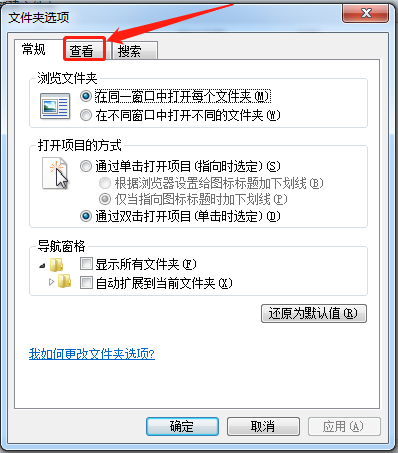 文件夹选项
常规 查看 搜索
浏览文件夹
在同一窗口中打开每个文件夹(M)
在不同窗口中打开不同的文件夹(W)
打开项目的方式
通过单击打开项目(指向时选定)(S)
根据浏览器设置给图标标题加下划线(B)
仅当指向图标标题时加下划线(P)
通过双击打开项目(单击时选定)(D)
导航窗格
显示所有文件夹(F)
自动扩展到当前文件夹(X)
还原为默认值(R)
我如何更改文件夹选项?
确定 取消 应用(A)